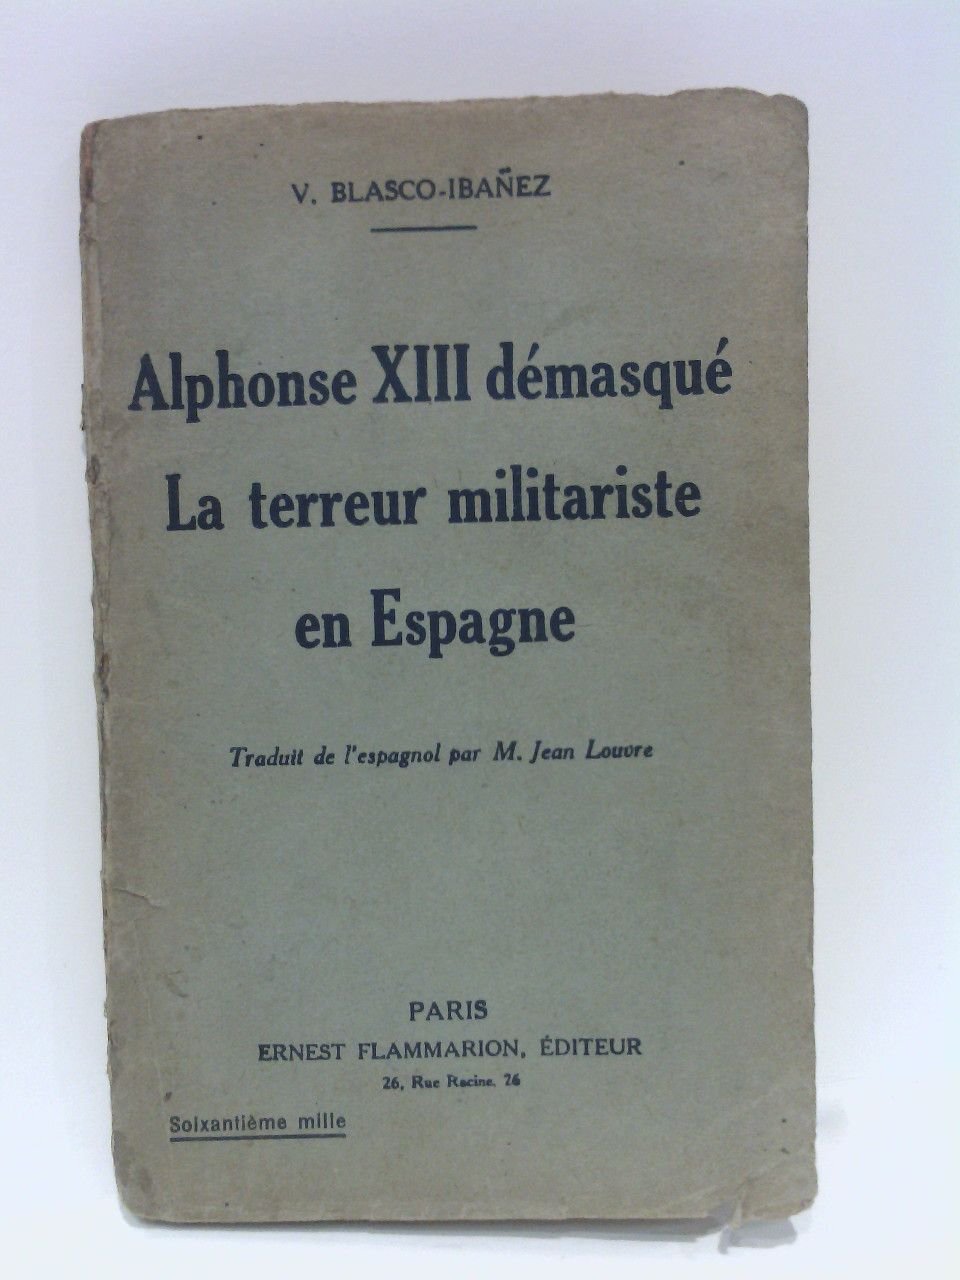 V. BLASCO-IBAÑEZ
Alphonse XIII démasqué
La terreur militariste
en Espagne
Traduit de l'espagnol par M. Jean Louvre
PARIS
ERNEST FLAMMARION, ÉDITEUR
26, Rue Racine, 26
Soixantième mille